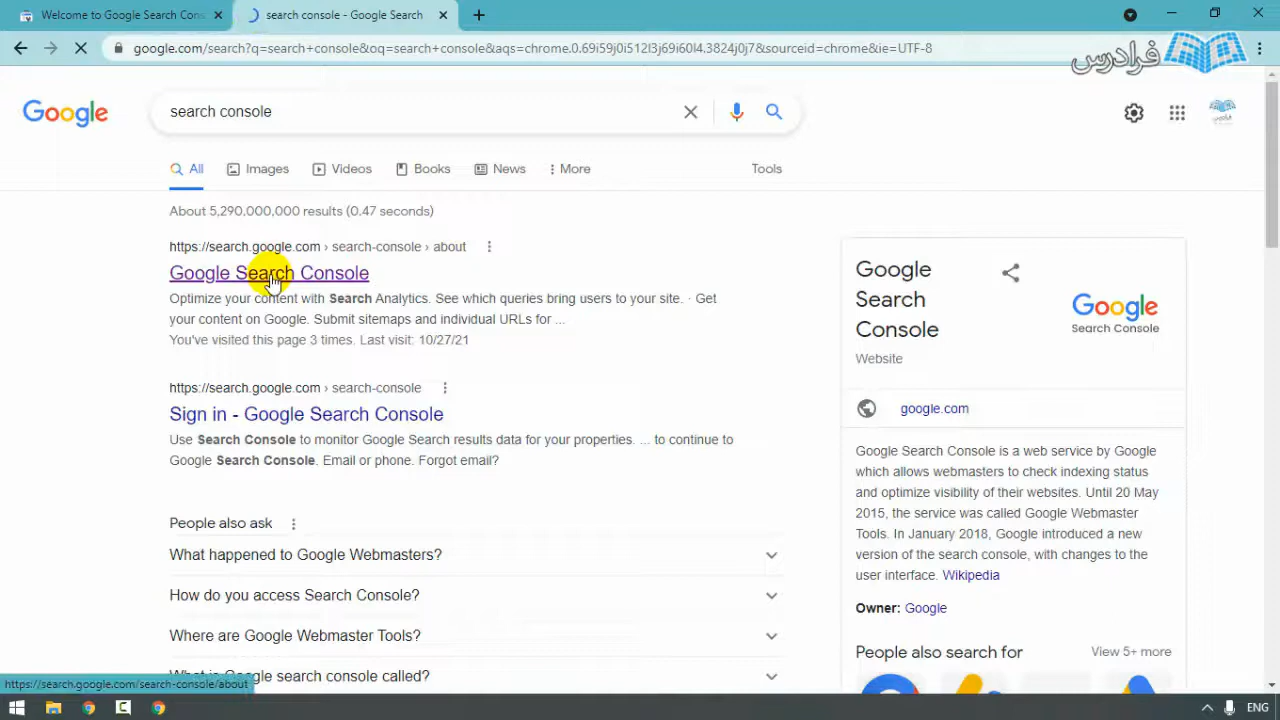 Welcome to Google Search Cons
search console - Google Search
google.com/search?q=search+console&oq=search+console&aqs=chrome.0.69i59j0i512l3j69i60l4.3824j0j7&sourceid=chrome&ie=UTF-8
فرادرس
Google
search console
All
Images
Videos
Books
News
More
Tools
About 5,290,000,000 results (0.47 seconds)
https://search.google.com › search-console › about
Google Search Console
Optimize your content with Search Analytics. See which queries bring users to your site. · Get
your content on Google. Submit sitemaps and individual URLs for ...
You've visited this page 3 times. Last visit: 10/27/21
https://search.google.com › search-console
Sign in - Google Search Console
Use Search Console to monitor Google Search results data for your properties. ... to continue to
Google Search Console. Email or phone. Forgot email?
People also ask
What happened to Google Webmasters?
How do you access Search Console?
Where are Google Webmaster Tools?
What is Google search console called?
Google
Search
Console
Website
Google
Search Console
google.com
Google Search Console is a web service by Google
which allows webmasters to check indexing status
and optimize visibility of their websites. Until 20 May
2015, the service was called Google Webmaster
Tools. In January 2018, Google introduced a new
version of the search console, with changes to the
user interface. Wikipedia
Owner: Google
People also search for
View 5+ more
https://search.google.com/search-console/about
ENG